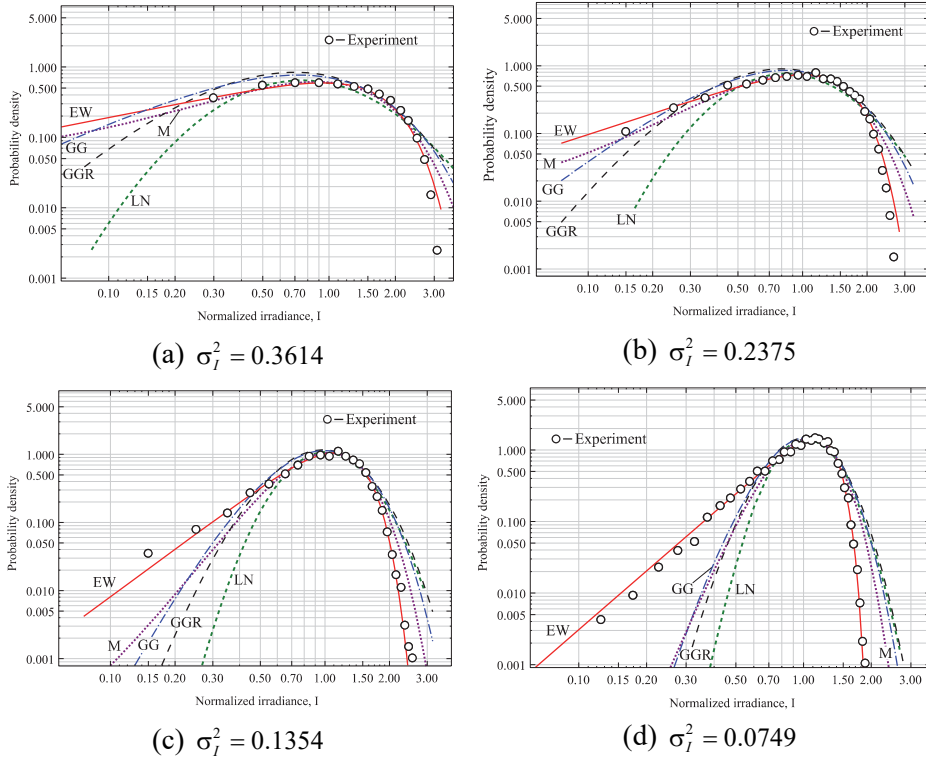 5.000
1.000
0.500
0.100
0.050
0.010
0.005
0.001
Probability density
Experiment
EW
M
GG
GGR
LN
0.10 0.15 0.20 0.30 0.50 0.70 1.00 1.50 2.00 3.00
Normalized irradiance, I
(a) σ_I^2 = 0.3614
5.000
1.000
0.500
0.100
0.050
0.010
0.005
0.001
Probability density
Experiment
EW
M
GG
GGR
LN
0.10 0.15 0.20 0.30 0.50 0.70 1.00 1.50 2.00 3.00
Normalized irradiance, I
(b) σ_I^2 = 0.2375
5.000
1.000
0.500
0.100
0.050
0.010
0.005
0.001
Probability density
Experiment
EW
M
GG
GGR
LN
0.10 0.15 0.20 0.30 0.50 0.70 1.00 1.50 2.00 3.00
Normalized irradiance, I
(c) σ_I^2 = 0.1354
5.000
1.000
0.500
0.100
0.050
0.010
0.005
0.001
Probability density
Experiment
GG
LN
EW
GGR
M
0.10 0.15 0.20 0.30 0.50 0.70 1.00 1.50 2.00 3.00
Normalized irradiance, I
(d) σ_I^2 = 0.0749